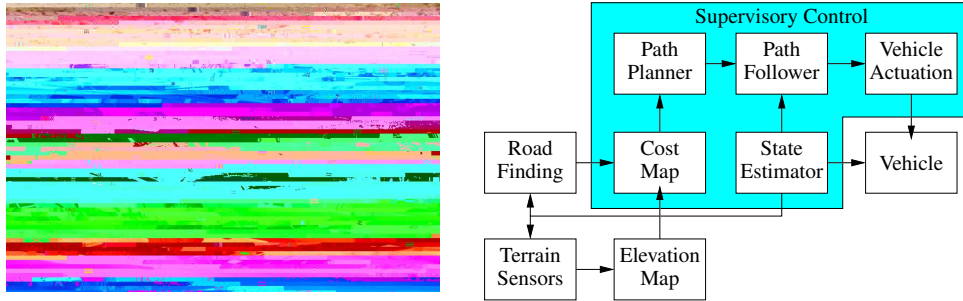 Supervisory Control
Path
Planner
Path
Follower
Vehicle
Actuation
Road
Finding
Cost
Map
State
Estimator
Vehicle
Terrain
Sensors
Elevation
Map